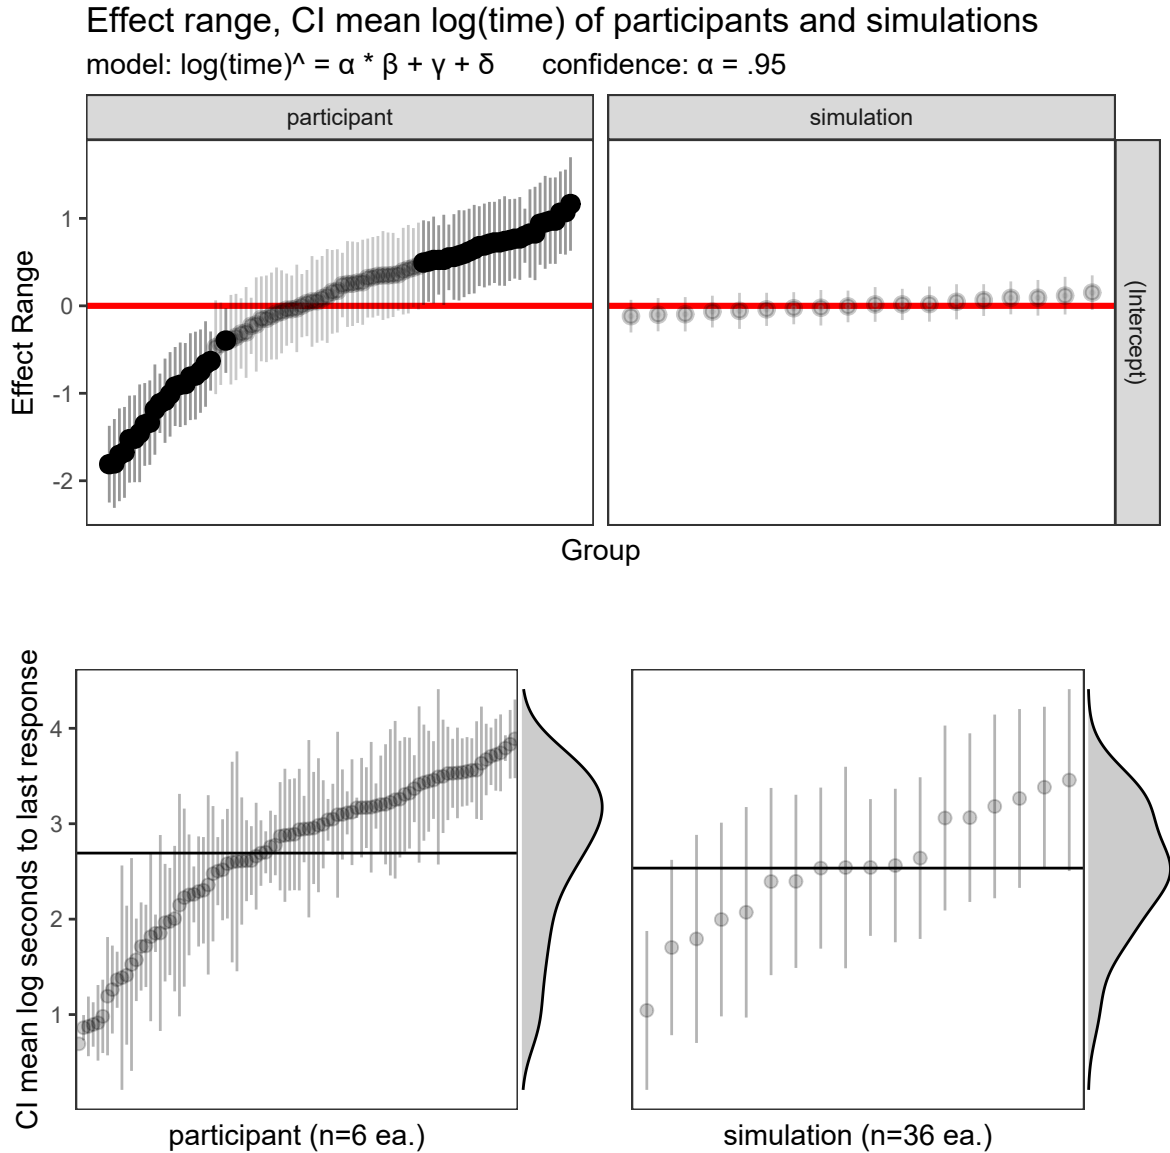 Effect range, CI mean log(time) of participants and simulations
model: log(time)^ = α * β + γ + δ confidence: α = .95
participant
simulation
1
0
-1
-2
Effect Range
(Intercept)
Group
4
3
2
1
CI mean log seconds to last response
participant (n=6 ea.)
simulation (n=36 ea.)